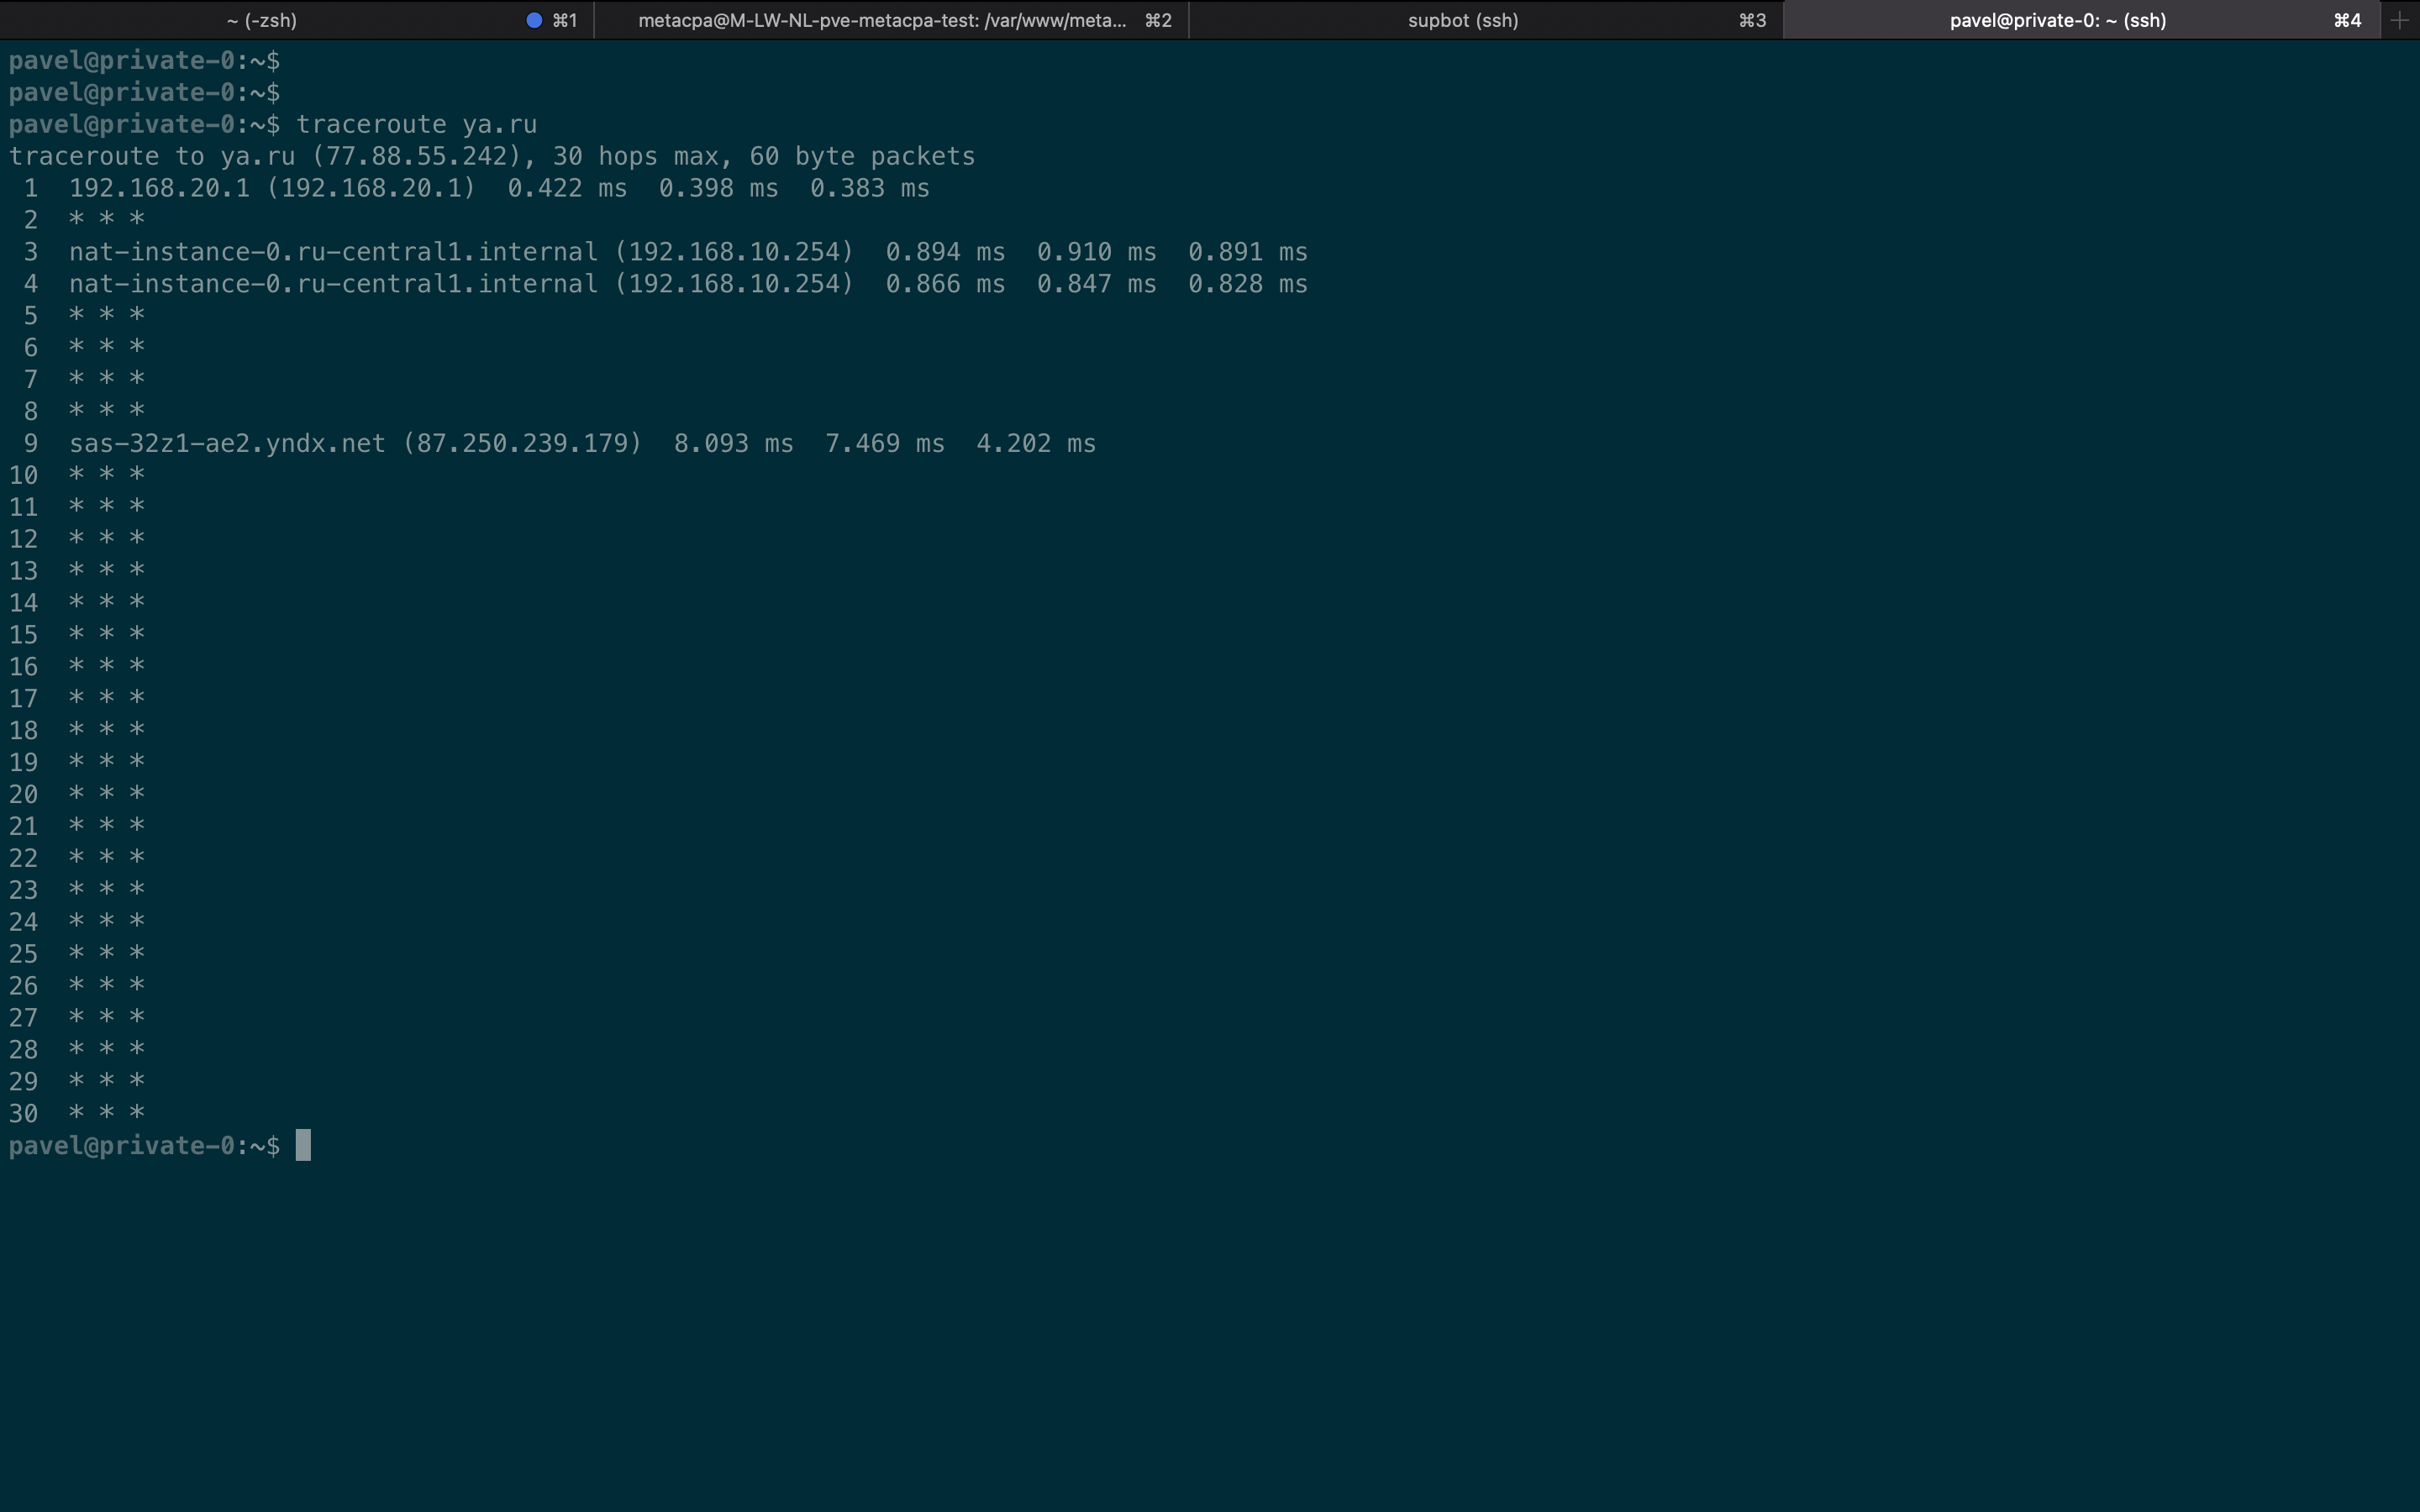 ~ (-zsh) ⌘1 metacpa@M-LW-NL-pve-metacpa-test: /var/www/meta... ⌘2 supbot (ssh) ⌘3 pavel@private-0: ~ (ssh) ⌘4 +
pavel@private-0:~$
pavel@private-0:~$
pavel@private-0:~$ traceroute ya.ru
traceroute to ya.ru (77.88.55.242), 30 hops max, 60 byte packets
 1  192.168.20.1 (192.168.20.1)  0.422 ms  0.398 ms  0.383 ms
 2  * * *
 3  nat-instance-0.ru-central1.internal (192.168.10.254)  0.894 ms  0.910 ms  0.891 ms
 4  nat-instance-0.ru-central1.internal (192.168.10.254)  0.866 ms  0.847 ms  0.828 ms
 5  * * *
 6  * * *
 7  * * *
 8  * * *
 9  sas-32z1-ae2.yndx.net (87.250.239.179)  8.093 ms  7.469 ms  4.202 ms
10  * * *
11  * * *
12  * * *
13  * * *
14  * * *
15  * * *
16  * * *
17  * * *
18  * * *
19  * * *
20  * * *
21  * * *
22  * * *
23  * * *
24  * * *
25  * * *
26  * * *
27  * * *
28  * * *
29  * * *
30  * * *
pavel@private-0:~$